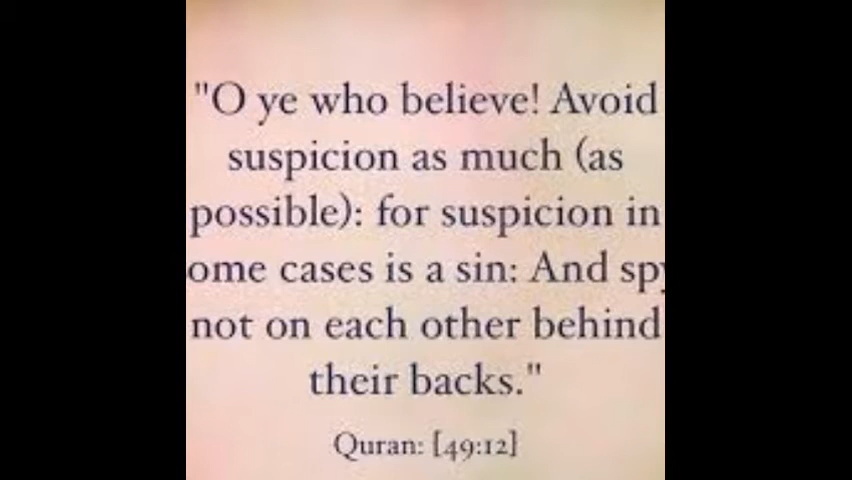 "O ye who believe! Avoid
suspicion as much (as
possible): for suspicion in
ome cases is a sin: And spy
not on each other behind
their backs."
Quran: [49:12]